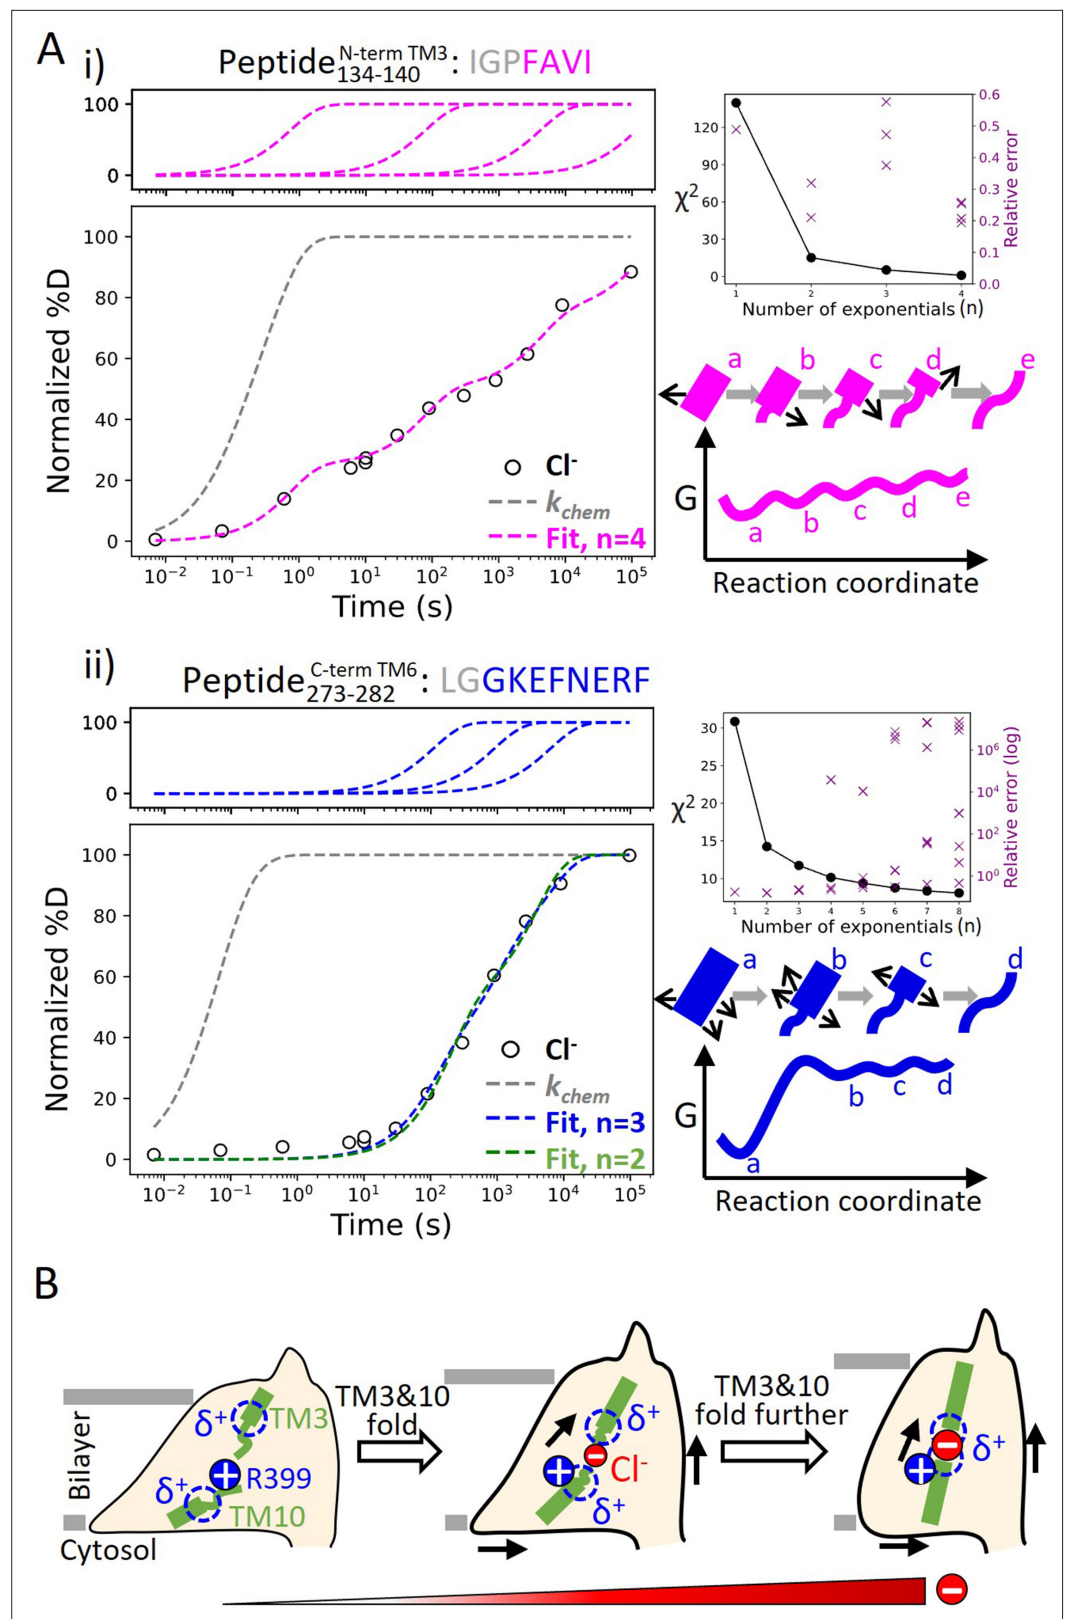 A
i)
Peptide N-term TM3 134-140: IGPFAVI
100
0
100
80
60
40
20
0
Normalized %D
Cl-
kchem
Fit, n=4
10⁻² 10⁻¹ 10⁰ 10¹ 10² 10³ 10⁴ 10⁵
Time (s)
120
90
60
30
0
χ²
0.6
0.5
0.4
0.3
0.2
0.1
0.0
Relative error
1 2 3 4
Number of exponentials (n)
a b c d e
G
a b c d e
Reaction coordinate
ii)
Peptide C-term TM6 273-282: LGGKEFNERF
100
0
100
80
60
40
20
0
Normalized %D
Cl-
kchem
Fit, n=3
Fit, n=2
10⁻² 10⁻¹ 10⁰ 10¹ 10² 10³ 10⁴ 10⁵
Time (s)
30
25
20
15
10
χ²
10⁶
10⁴
10²
10⁰
Relative error (log)
1 2 3 4 5 6 7 8
Number of exponentials (n)
a b c d
G
a b c d
Reaction coordinate
B
Bilayer
Cytosol
δ+ TM3
+ R399
δ+ TM10
TM3&10
fold
δ+
+ − Cl-
δ+
TM3&10
fold further
+ − δ+
−